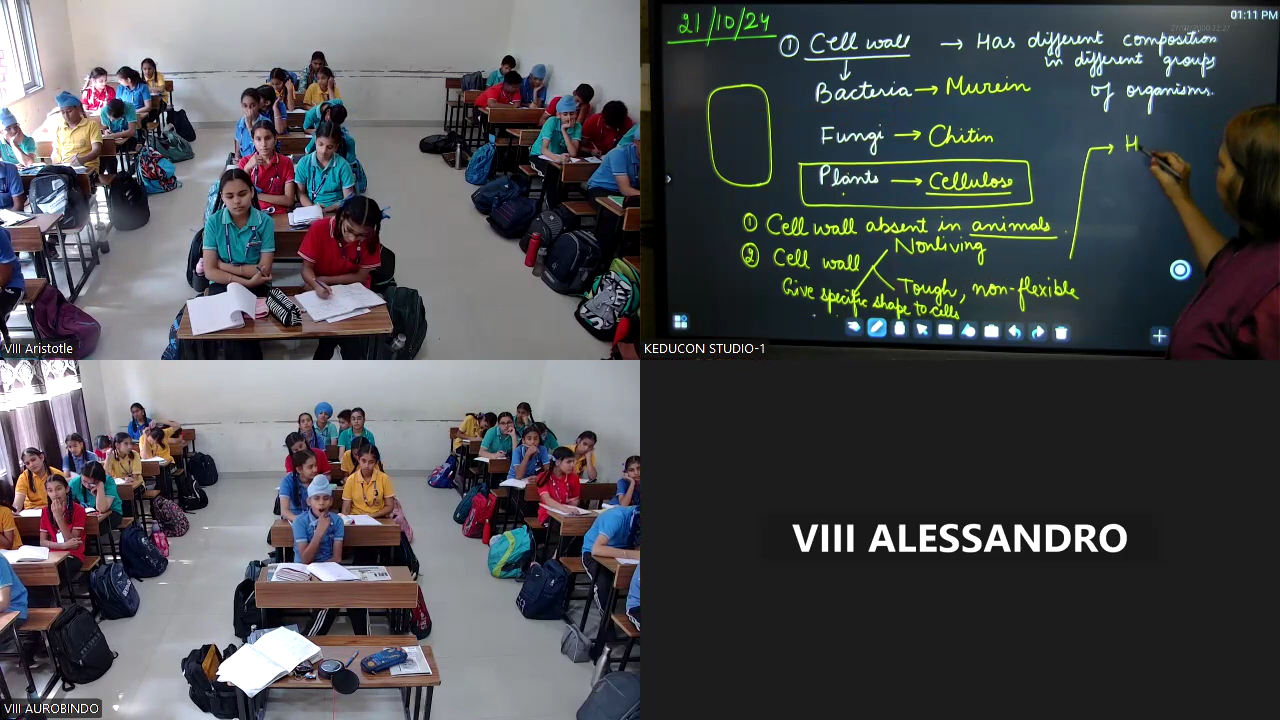 VIII Aristotle
01:11 PM
21/10/24
① Cell wall → Has different composition
in different groups
of organisms.
Bacteria → Murein
Fungi → Chitin
Plants → Cellulose
→ H
① Cell wall absent in animals.
② Cell wall
Nonliving
Tough, non-flexible
Give specific shape to cells
KEDUCON STUDIO-1
VIII AUROBINDO
VIII ALESSANDRO